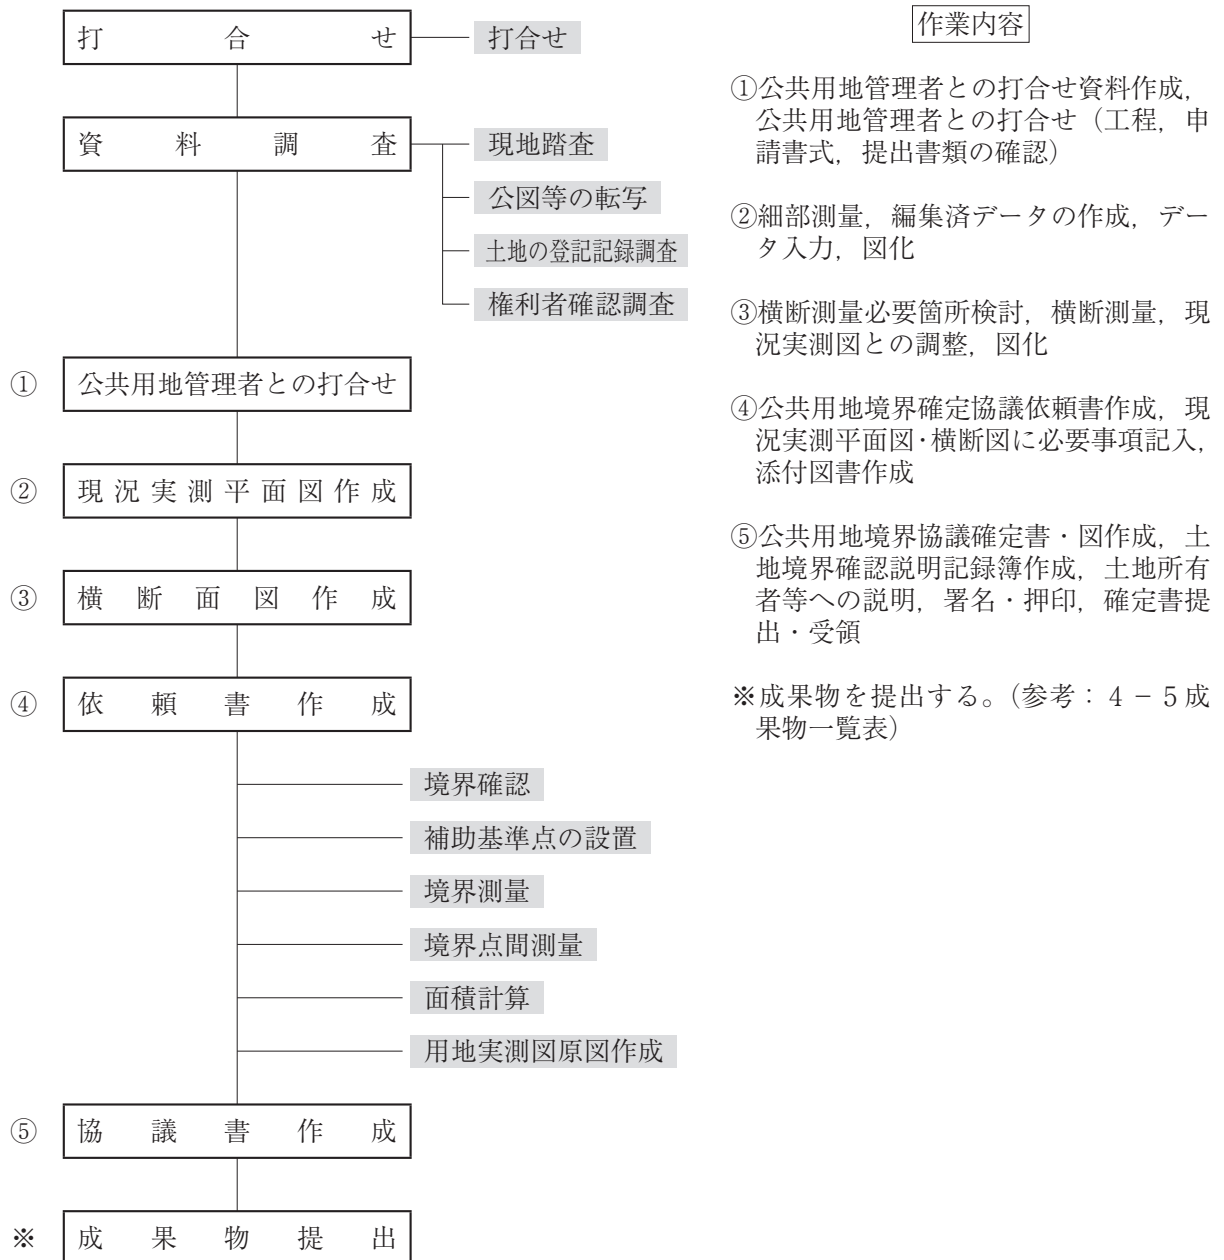 打合せ
打合せ
資料調査
現地踏査
公図等の転写
土地の登記記録調査
権利者確認調査
① 公共用地管理者との打合せ
② 現況実測平面図作成
③ 横断面図作成
④ 依頼書作成
境界確認
補助基準点の設置
境界測量
境界点間測量
面積計算
用地実測図原図作成
⑤ 協議書作成
※ 成果物提出
作業内容
①公共用地管理者との打合せ資料作成，
公共用地管理者との打合せ（工程，申
請書式，提出書類の確認）
②細部測量，編集済データの作成，デー
タ入力，図化
③横断測量必要箇所検討，横断測量，現
況実測図との調整，図化
④公共用地境界確定協議依頼書作成，現
況実測平面図・横断図に必要事項記入，
添付図書作成
⑤公共用地境界協議確定書・図作成，土
地境界確認説明記録簿作成，土地所有
者等への説明，署名・押印，確定書提
出・受領
※成果物を提出する。（参考：４－５成
果物一覧表）